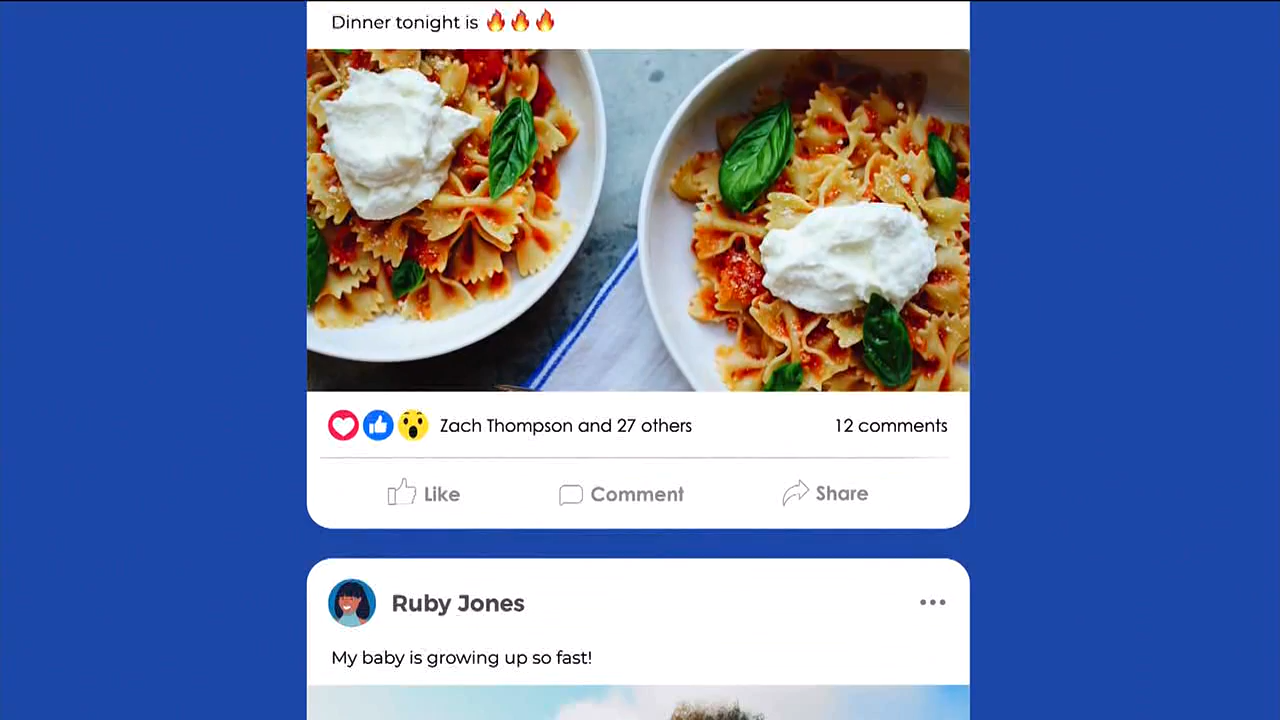 Dinner tonight is 🔥🔥🔥
Zach Thompson and 27 others
12 comments
Like
Comment
Share
Ruby Jones
My baby is growing up so fast!